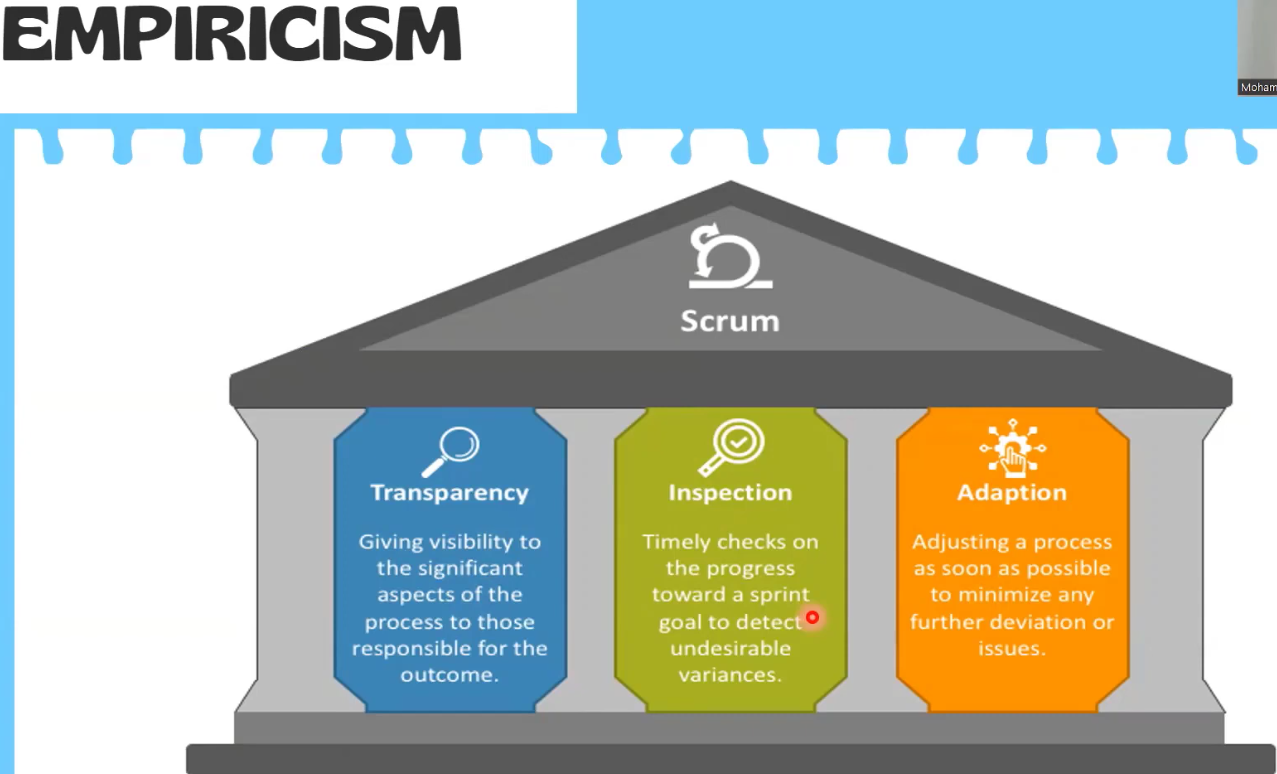 EMPIRICISM
Moham
Scrum
Transparency
Giving visibility to
the significant
aspects of the
process to those
responsible for the
outcome.
Inspection
Timely checks on
the progress
toward a sprint
goal to detect
undesirable
variances.
Adaption
Adjusting a process
as soon as possible
to minimize any
further deviation or
issues.